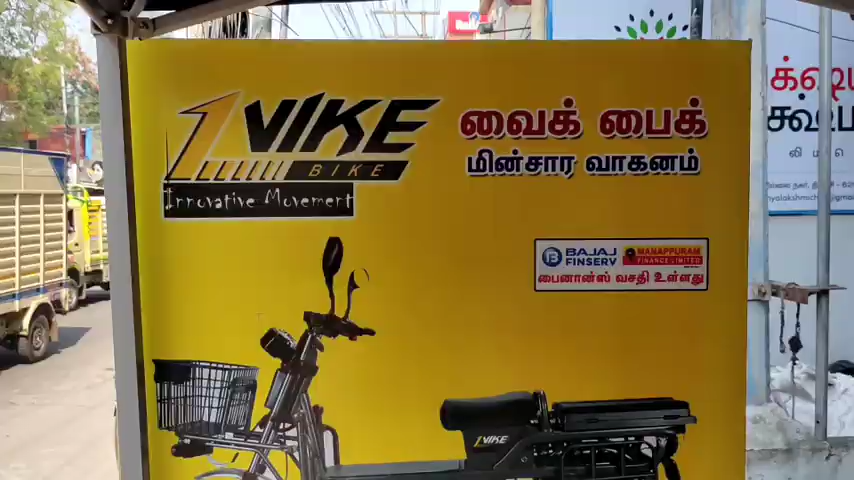 VIKE
BIKE
Innovative Movement
வைக் பைக்
மின்சார வாகனம்
BAJAJ FINSERV
MANAPPURAM FINANCE LIMITED
பைனான்ஸ் வசதி உள்ளது
VIKE